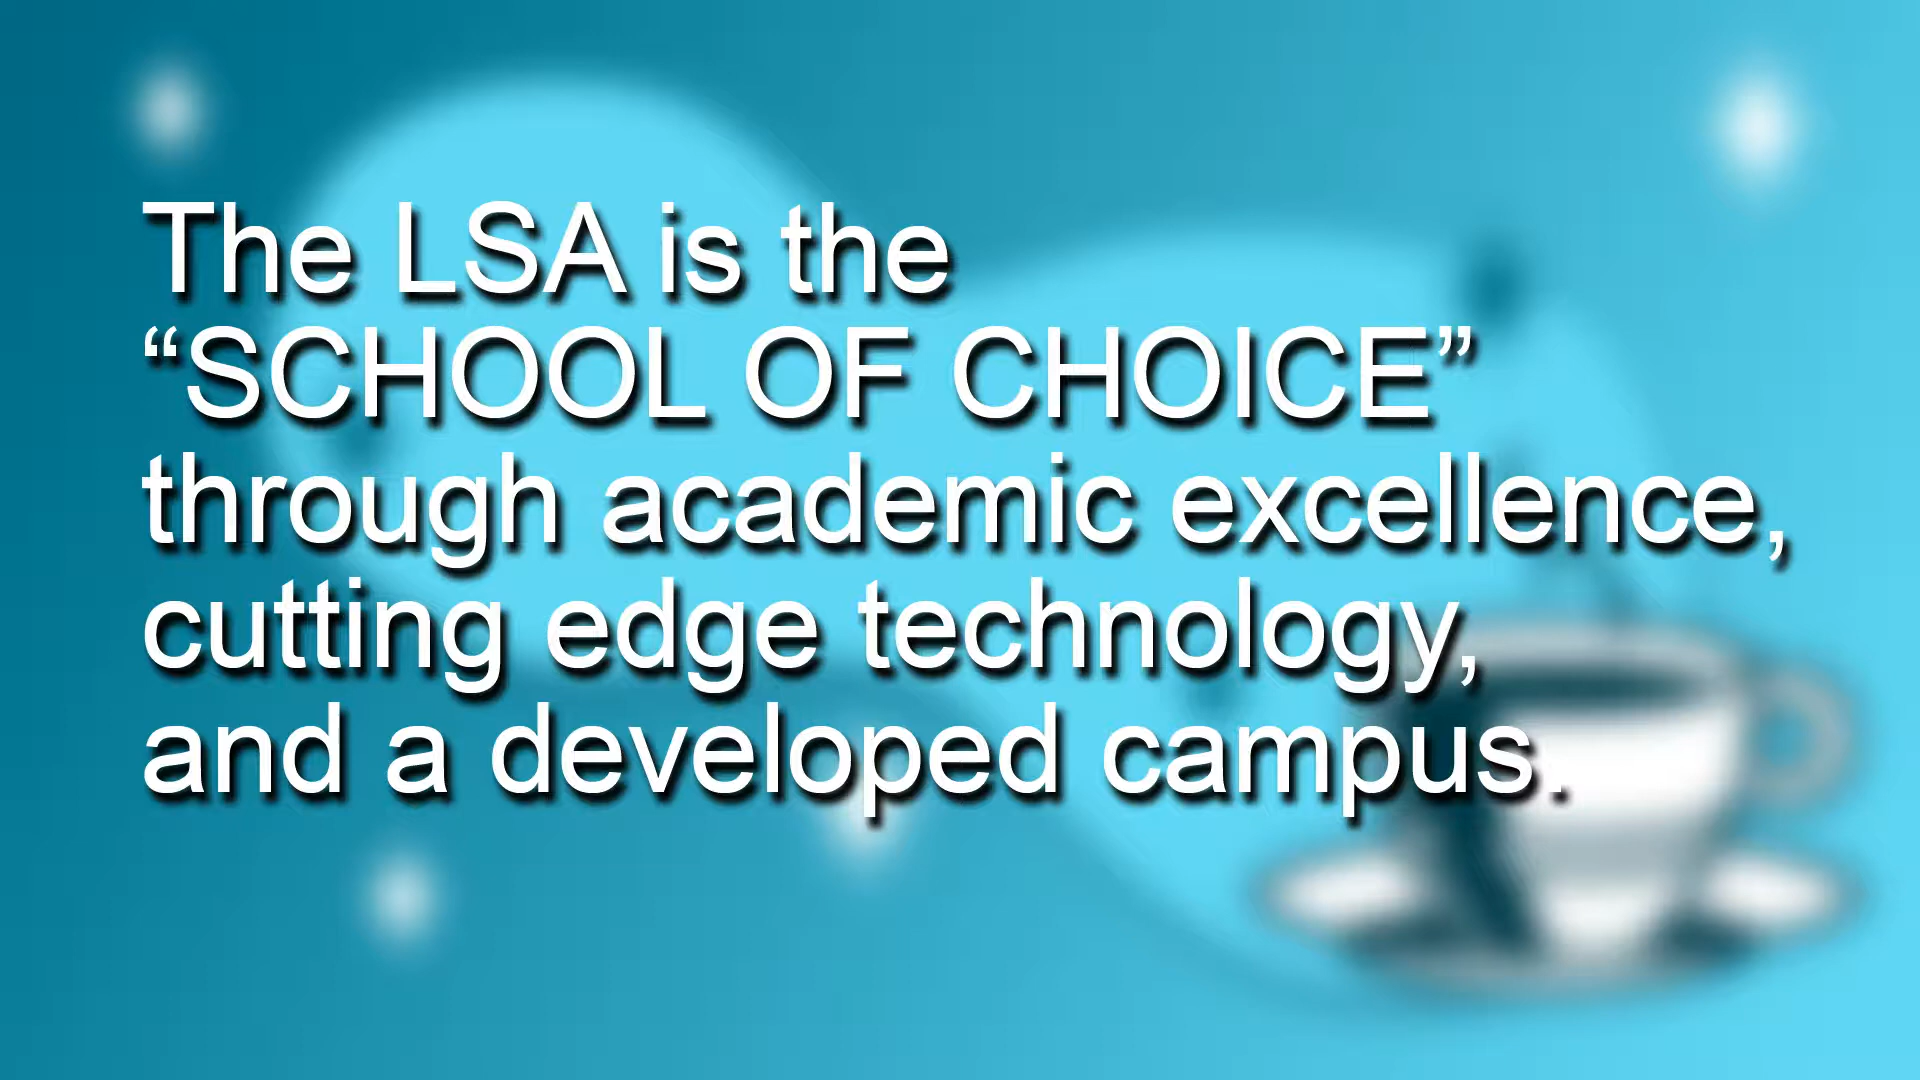 The LSA is the
“SCHOOL OF CHOICE”
through academic excellence,
cutting edge technology,
and a developed campus.